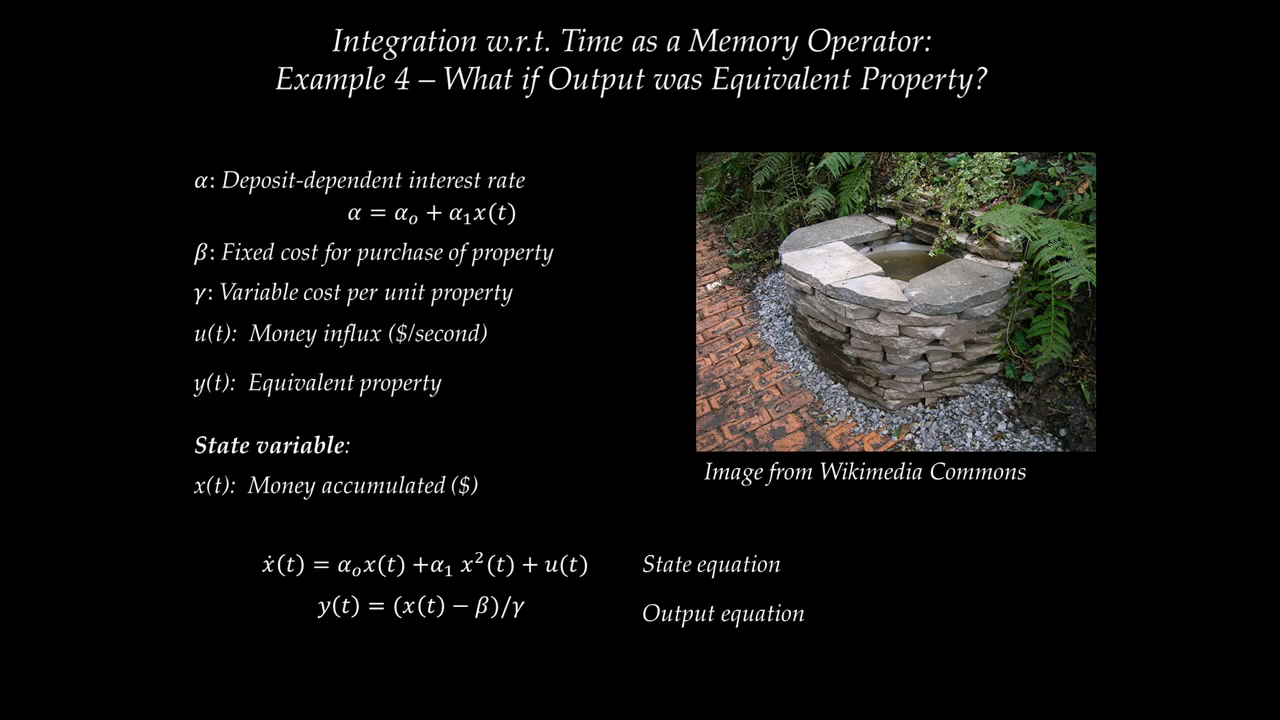 Integration w.r.t. Time as a Memory Operator:
Example 4 – What if Output was Equivalent Property?
α: Deposit-dependent interest rate
α = αₒ + α₁x(t)
β: Fixed cost for purchase of property
γ: Variable cost per unit property
u(t): Money influx ($/second)
y(t): Equivalent property
State variable:
x(t): Money accumulated ($)
Image from Wikimedia Commons
ẋ(t) = αₒx(t) +α₁ x²(t) + u(t) State equation
y(t) = (x(t) − β)/γ Output equation